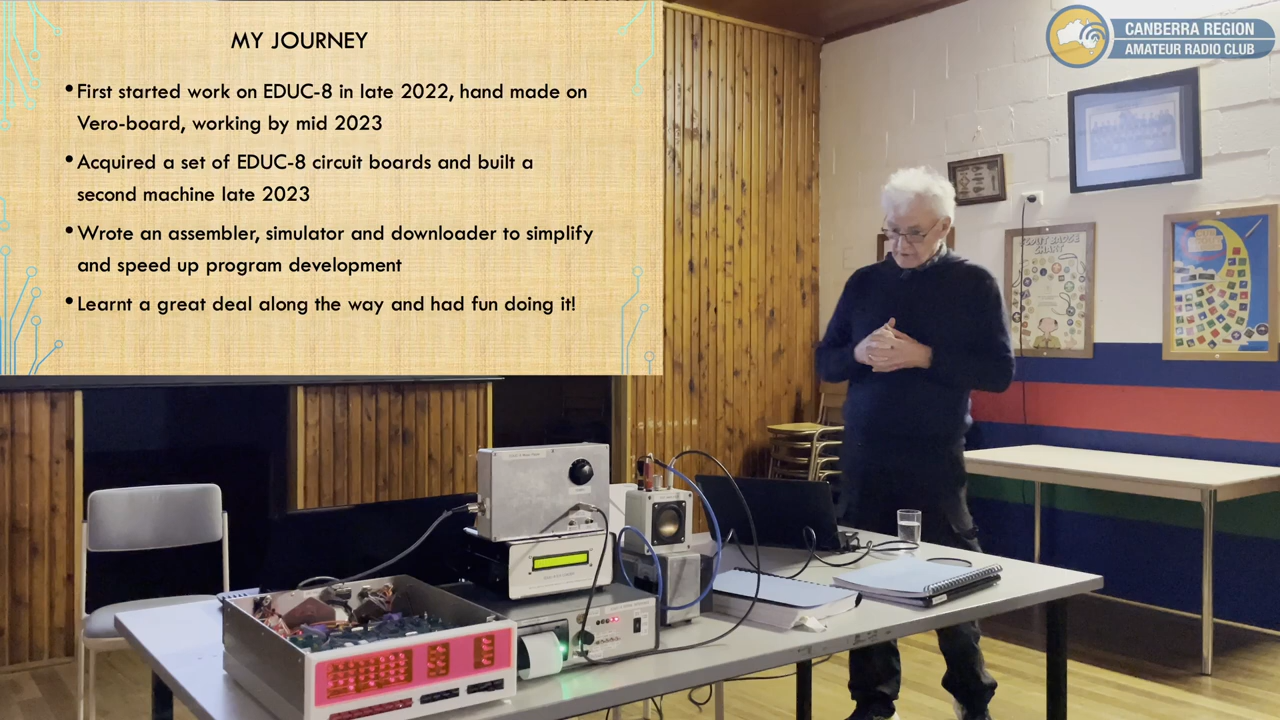 MY JOURNEY
•First started work on EDUC-8 in late 2022, hand made on
Vero-board, working by mid 2023
•Acquired a set of EDUC-8 circuit boards and built a
second machine late 2023
•Wrote an assembler, simulator and downloader to simplify
and speed up program development
•Learnt a great deal along the way and had fun doing it!
CANBERRA REGION
AMATEUR RADIO CLUB
SCOUT BADGE
CHART